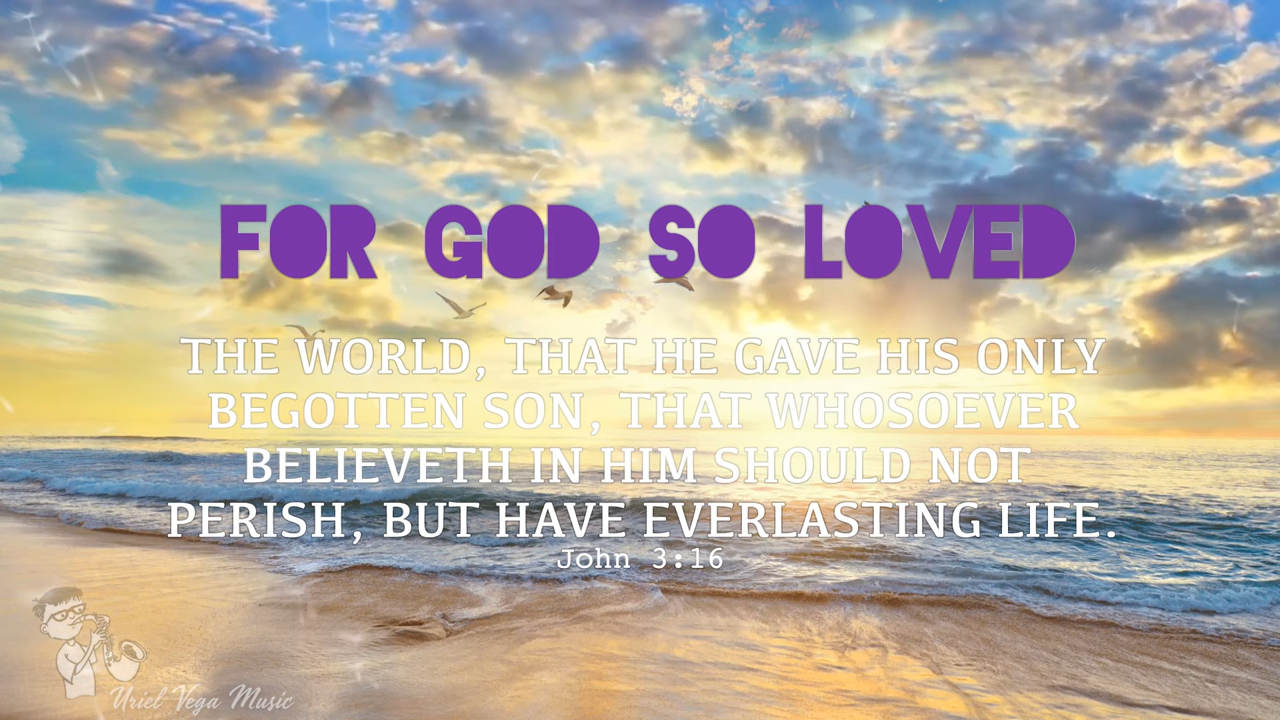 FOR GOD SO LOVED
THE WORLD, THAT HE GAVE HIS ONLY
BEGOTTEN SON, THAT WHOSOEVER
BELIEVETH IN HIM SHOULD NOT
PERISH, BUT HAVE EVERLASTING LIFE.
John 3:16
Uriel Vega Music